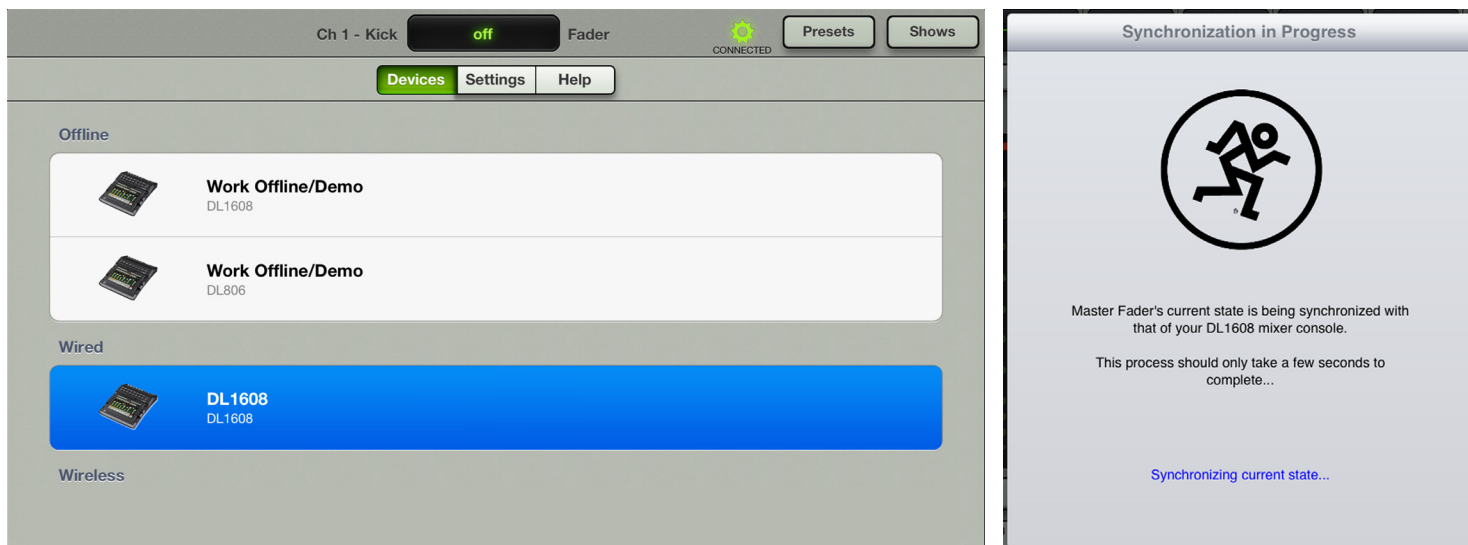 Ch 1 - Kick off Fader
CONNECTED
Presets
Shows
Devices Settings Help
Offline
Work Offline/Demo
DL1608
Work Offline/Demo
DL806
Wired
DL1608
DL1608
Wireless
Synchronization in Progress
Master Fader's current state is being synchronized with
that of your DL1608 mixer console.
This process should only take a few seconds to
complete...
Synchronizing current state...